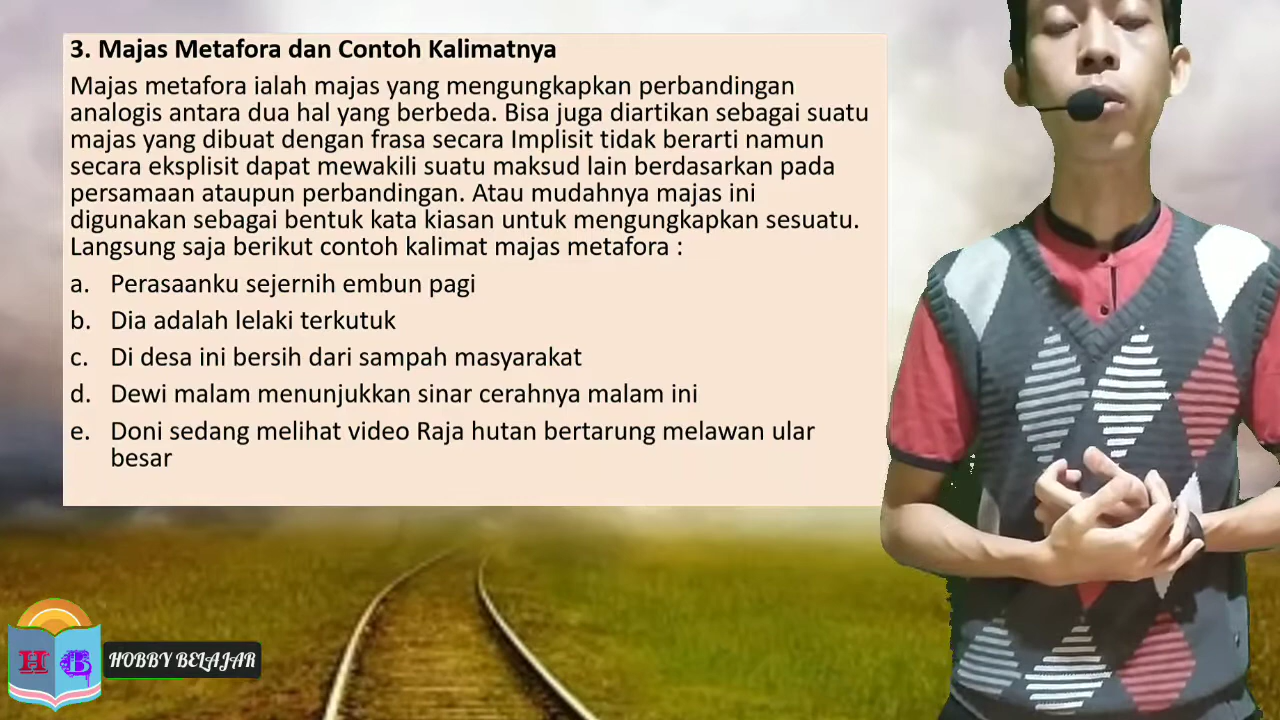 3. Majas Metafora dan Contoh Kalimatnya
Majas metafora ialah majas yang mengungkapkan perbandingan
analogis antara dua hal yang berbeda. Bisa juga diartikan sebagai suatu
majas yang dibuat dengan frasa secara Implisit tidak berarti namun
secara eksplisit dapat mewakili suatu maksud lain berdasarkan pada
persamaan ataupun perbandingan. Atau mudahnya majas ini
digunakan sebagai bentuk kata kiasan untuk mengungkapkan sesuatu.
Langsung saja berikut contoh kalimat majas metafora :
a. Perasaanku sejernih embun pagi
b. Dia adalah lelaki terkutuk
c. Di desa ini bersih dari sampah masyarakat
d. Dewi malam menunjukkan sinar cerahnya malam ini
e. Doni sedang melihat video Raja hutan bertarung melawan ular
besar
H B HOBBY BELAJAR